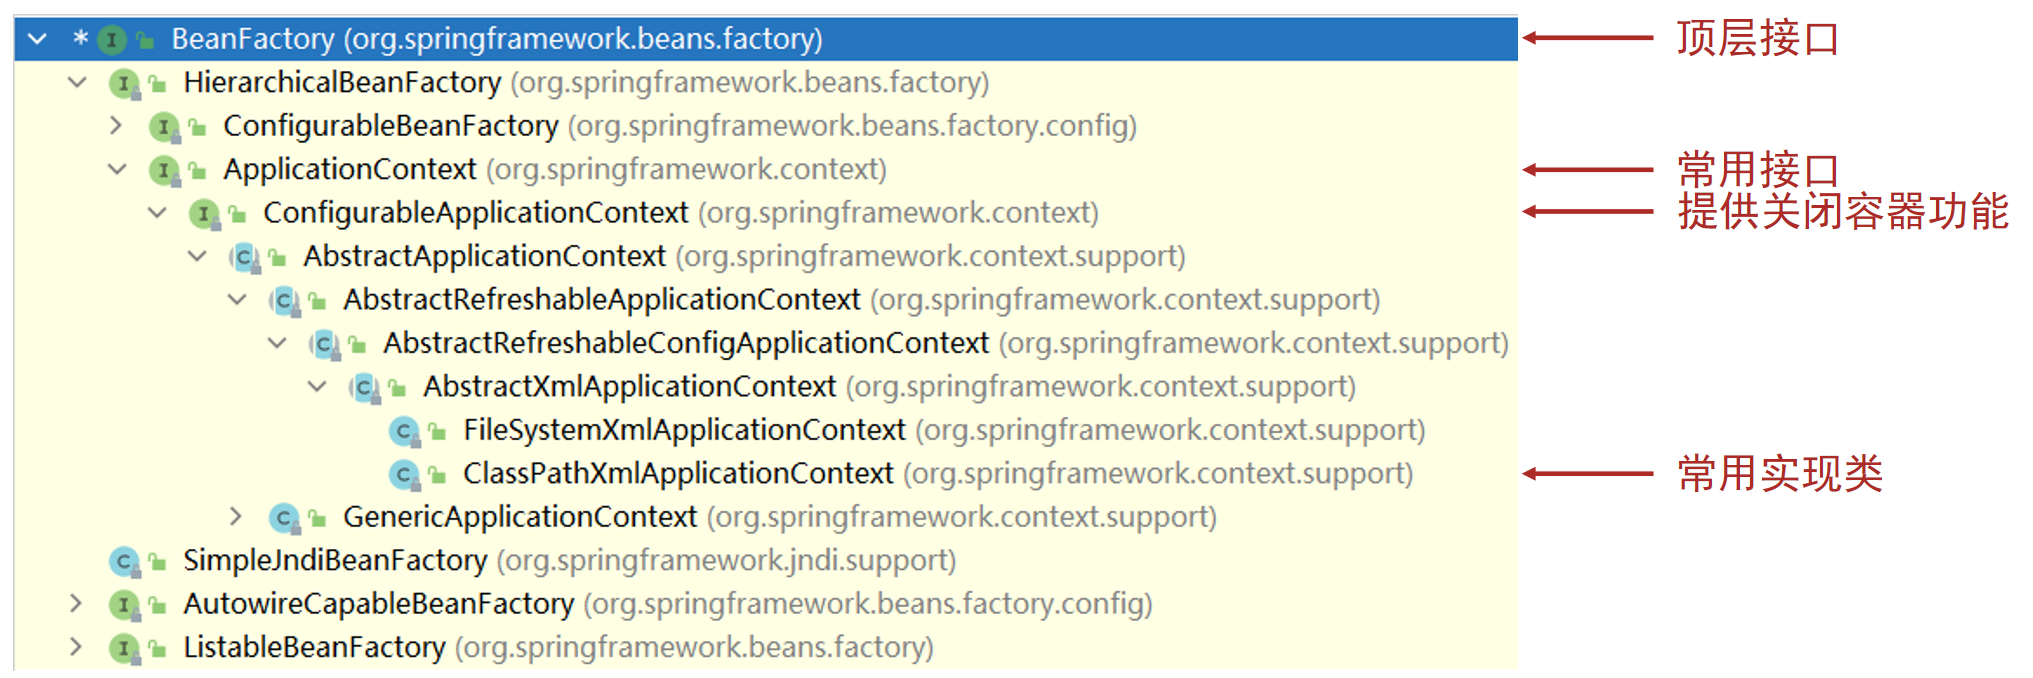 * BeanFactory (org.springframework.beans.factory) 顶层接口
HierarchicalBeanFactory (org.springframework.beans.factory)
ConfigurableBeanFactory (org.springframework.beans.factory.config)
ApplicationContext (org.springframework.context) 常用接口
ConfigurableApplicationContext (org.springframework.context) 提供关闭容器功能
AbstractApplicationContext (org.springframework.context.support)
AbstractRefreshableApplicationContext (org.springframework.context.support)
AbstractRefreshableConfigApplicationContext (org.springframework.context.support)
AbstractXmlApplicationContext (org.springframework.context.support)
FileSystemXmlApplicationContext (org.springframework.context.support)
ClassPathXmlApplicationContext (org.springframework.context.support) 常用实现类
GenericApplicationContext (org.springframework.context.support)
SimpleJndiBeanFactory (org.springframework.jndi.support)
AutowireCapableBeanFactory (org.springframework.beans.factory.config)
ListableBeanFactory (org.springframework.beans.factory)